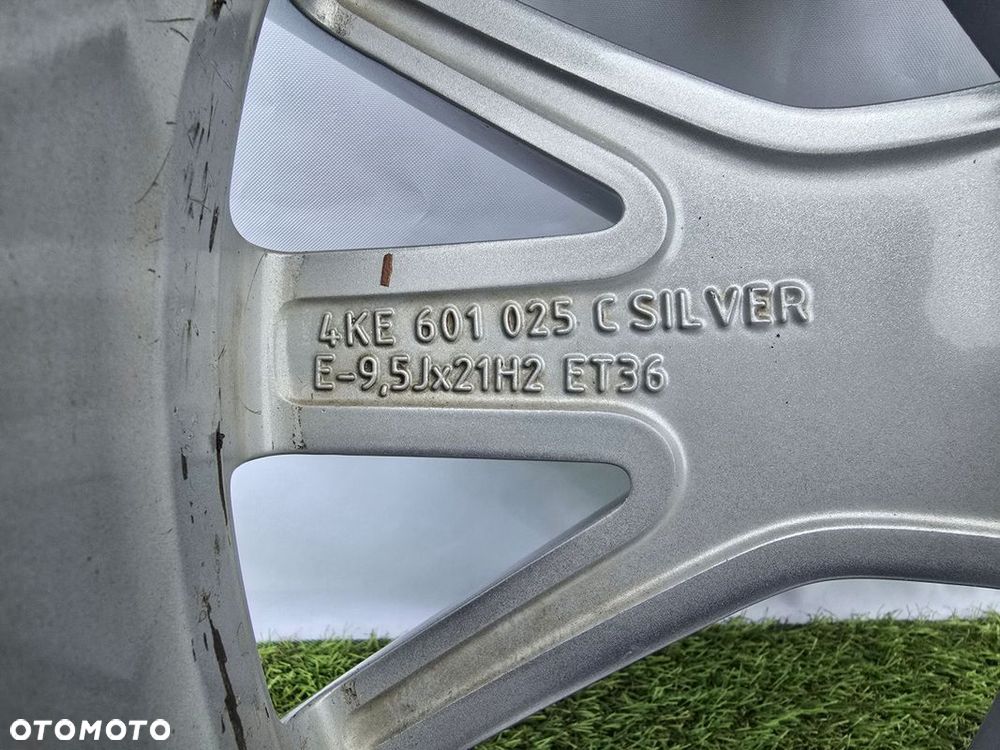 4KE 601 025 C SILVER
E-9,5Jx21H2 ET36
OTOMOTO